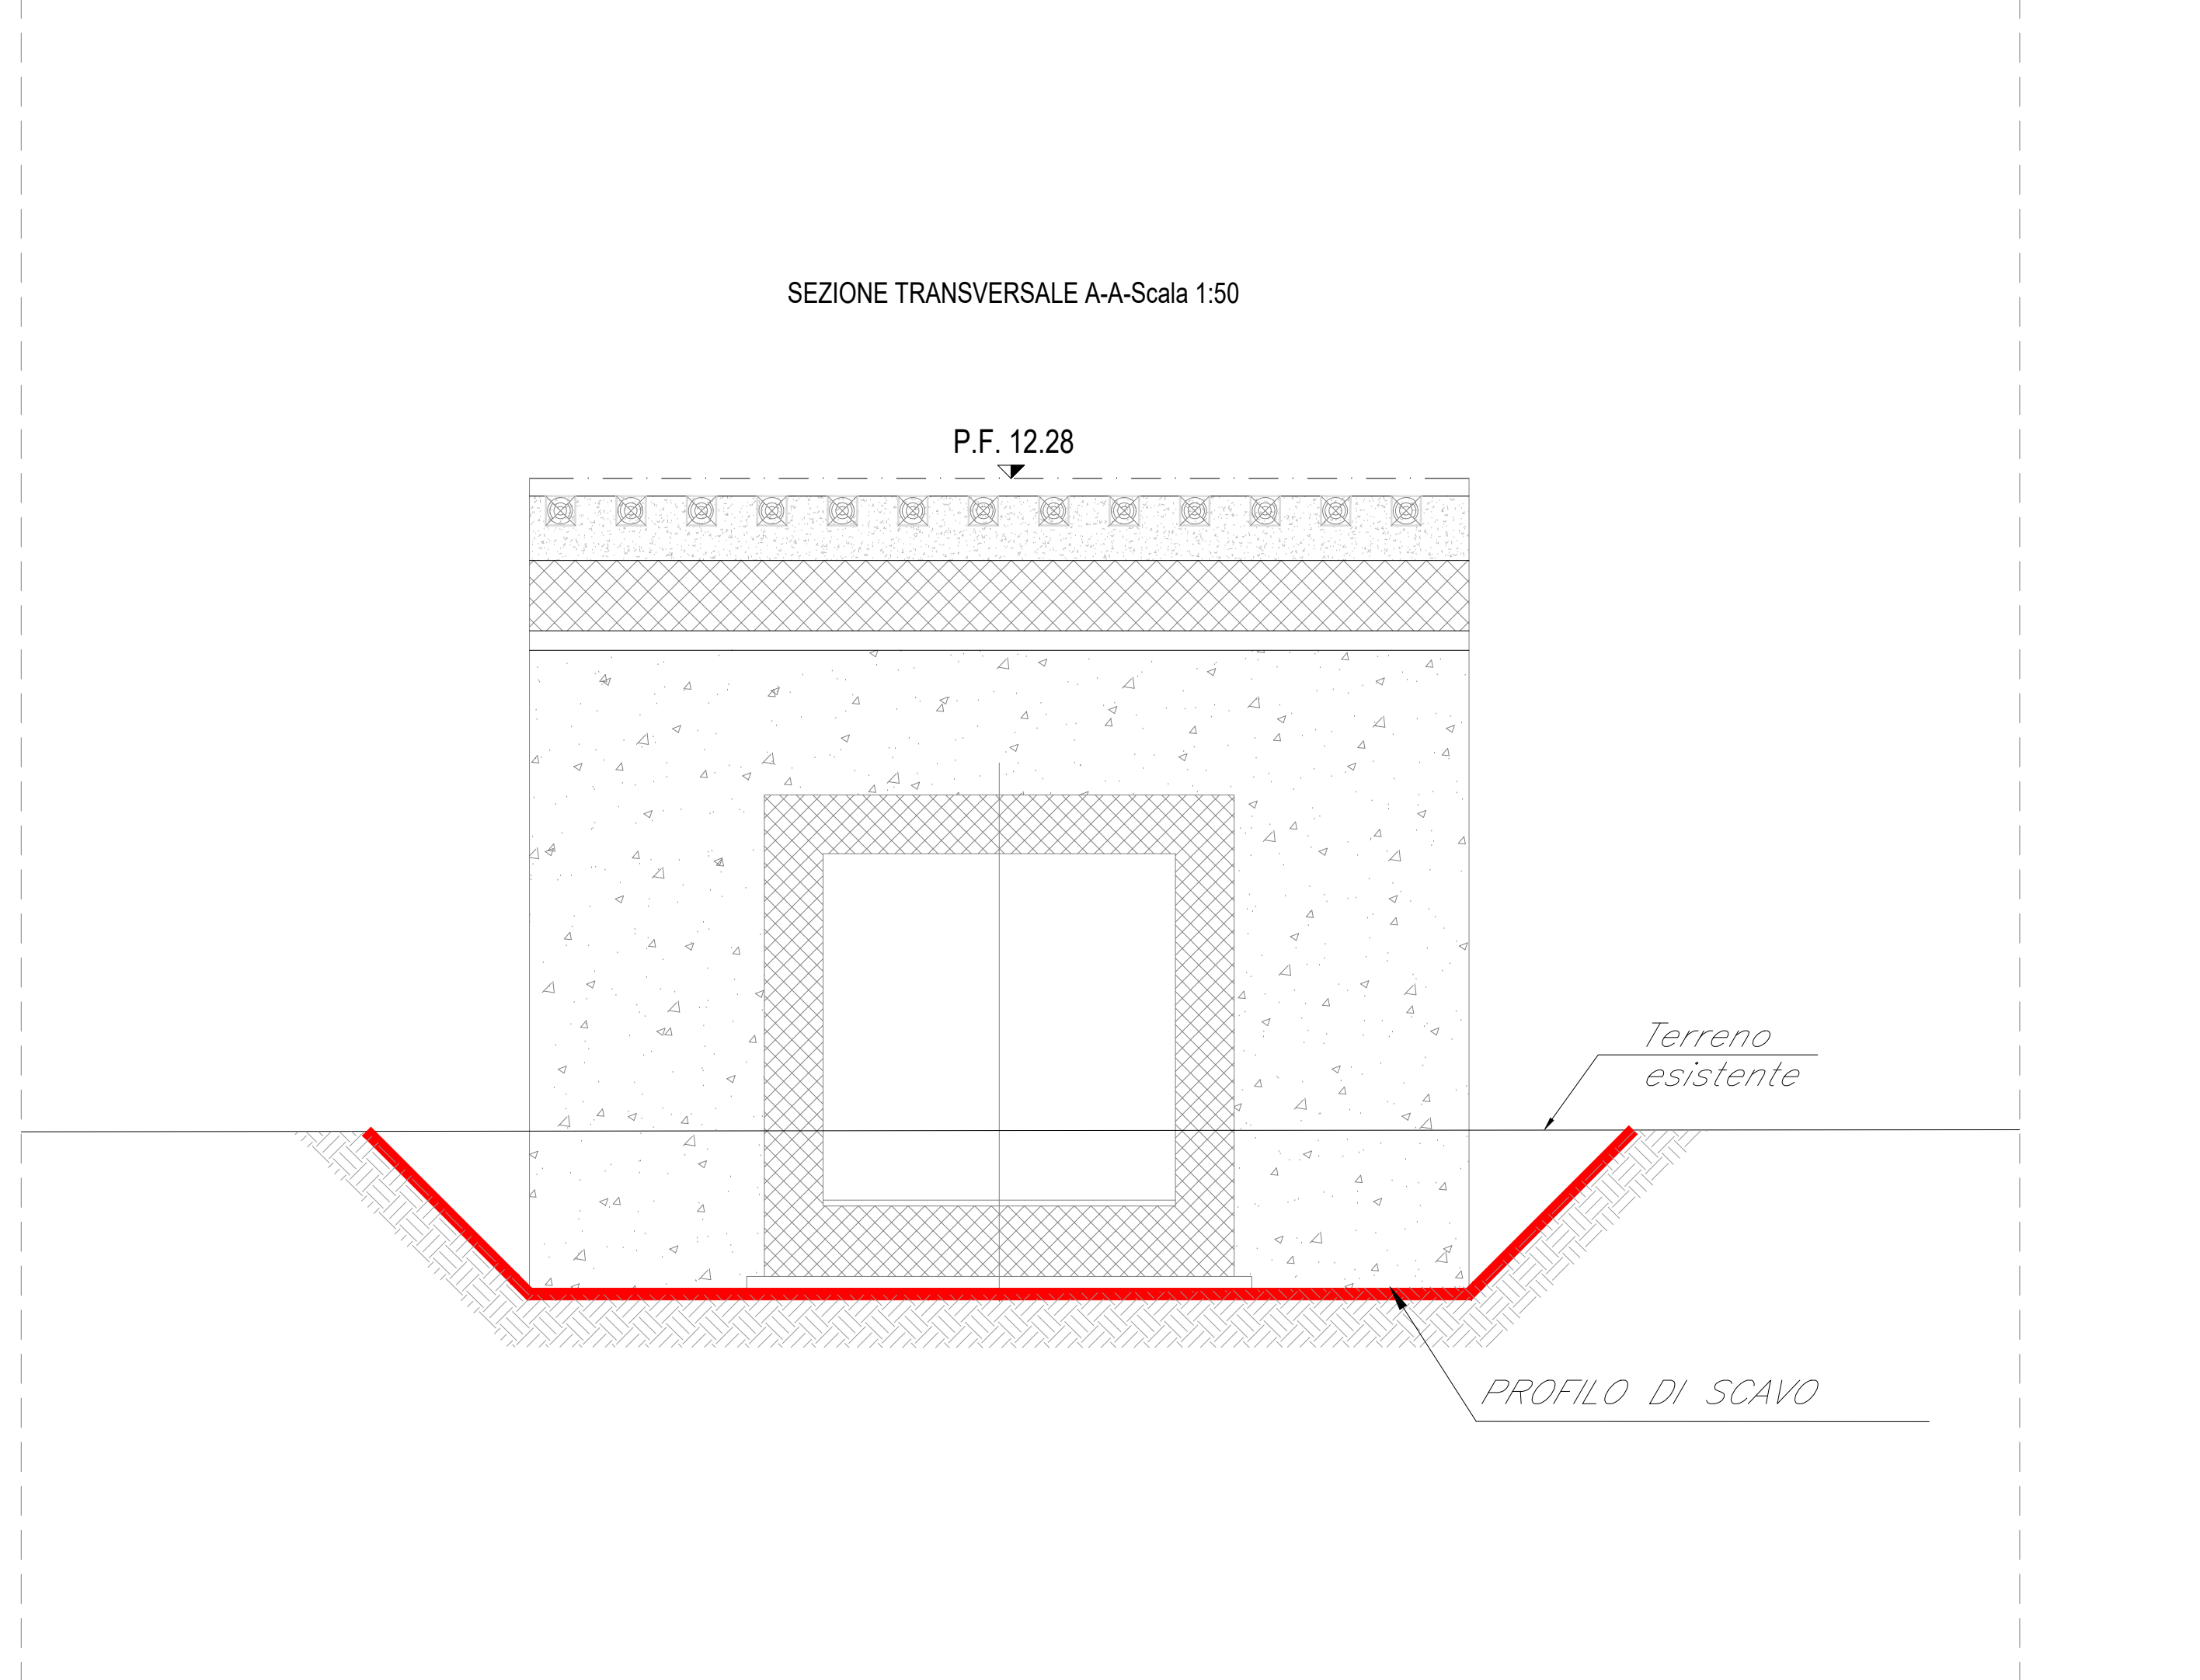 SEZIONE TRANSVERSALE A-A-Scala 1:50
P.F. 12.28
Terreno
esistente
PROFILO DI SCAVO